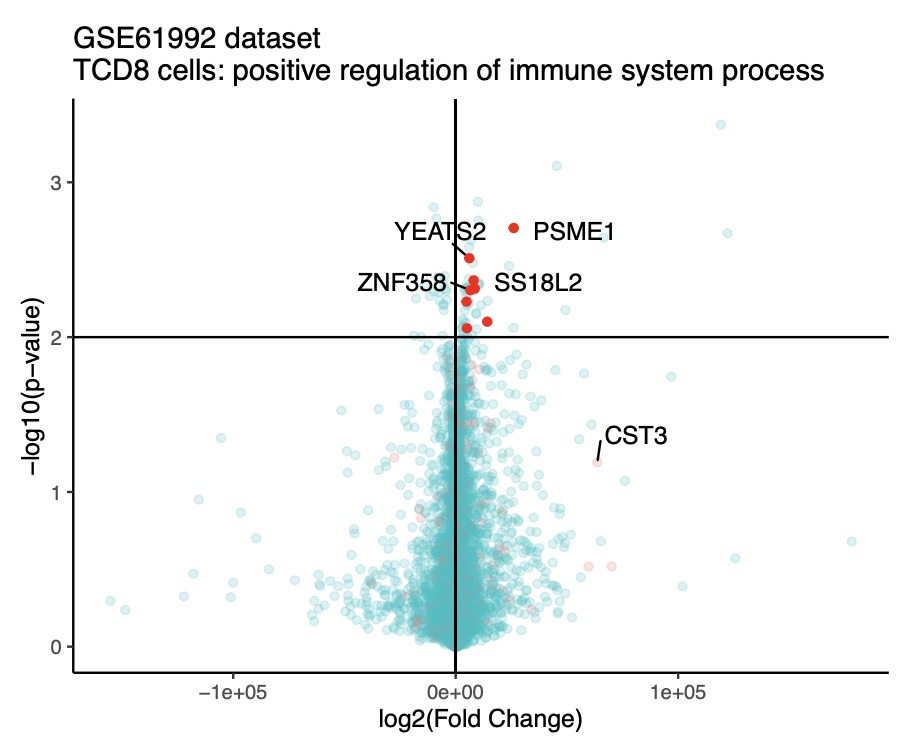 GSE61992 dataset
TCD8 cells: positive regulation of immune system process
3
YEATS2
PSME1
ZNF358
SS18L2
2
CST3
1
0
−log10(p−value)
−1e+05
0e+00
1e+05
log2(Fold Change)